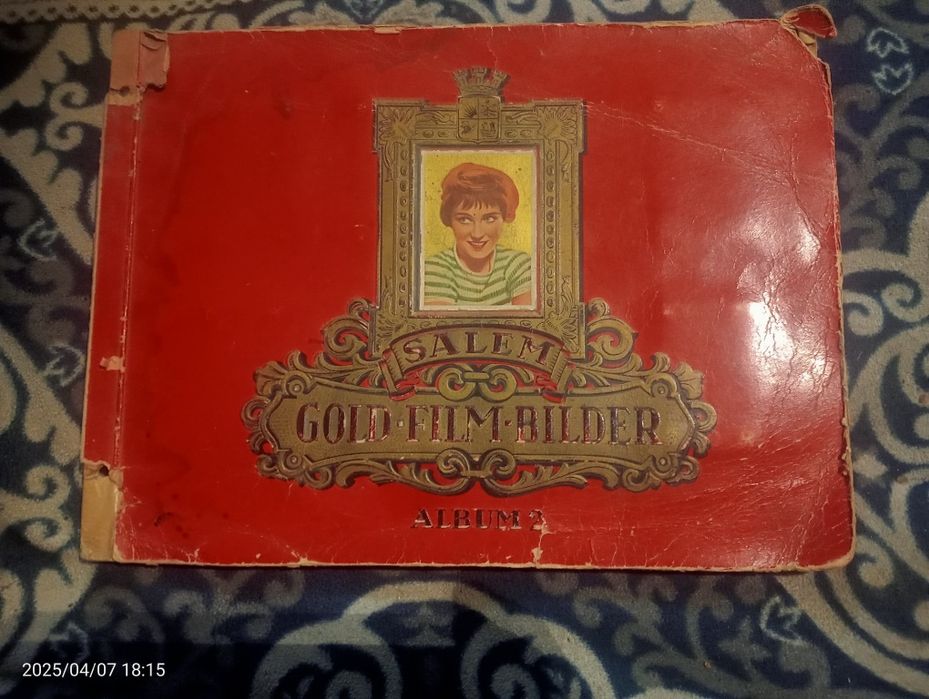 SALEM
GOLD·FILM·BILDER
ALBUM 2
2025/04/07 18:15